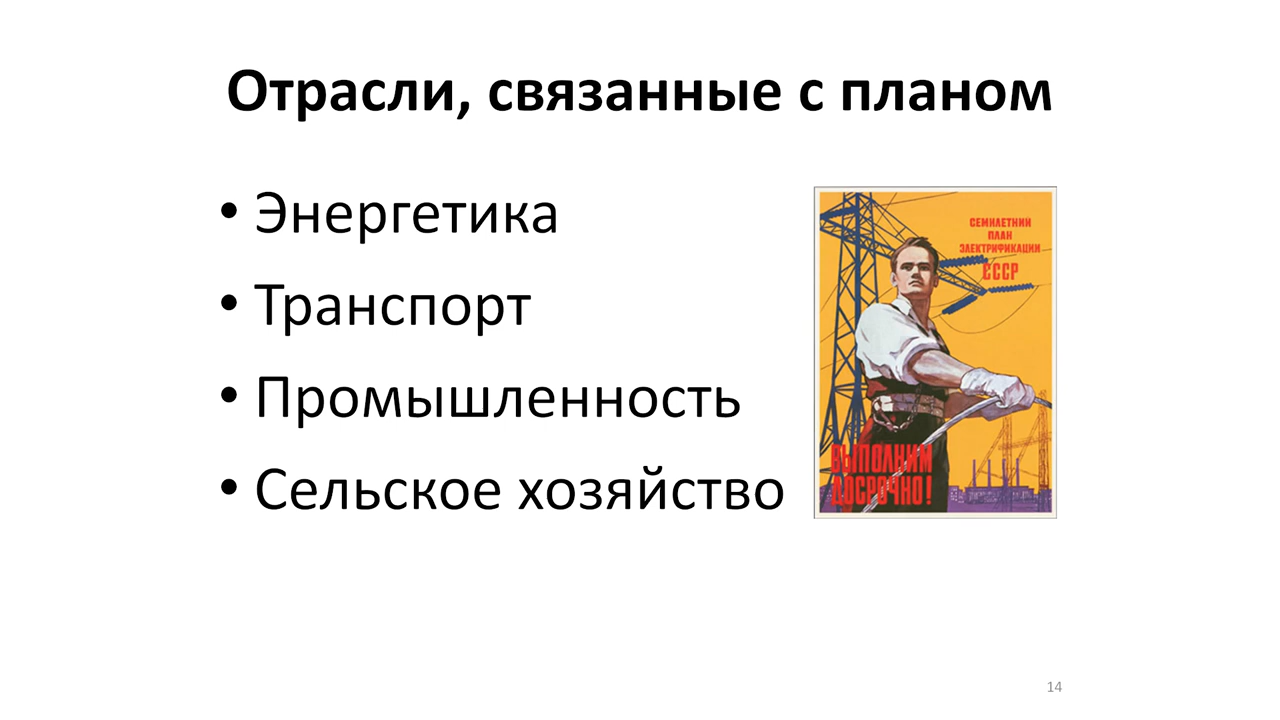 Отрасли, связанные с планом
• Энергетика
• Транспорт
• Промышленность
• Сельское хозяйство
СЕМИЛЕТНИЙ
ПЛАН
ЭЛЕКТРИФИКАЦИИ
СССР
ВЫПОЛНИМ
ДОСРОЧНО!
14